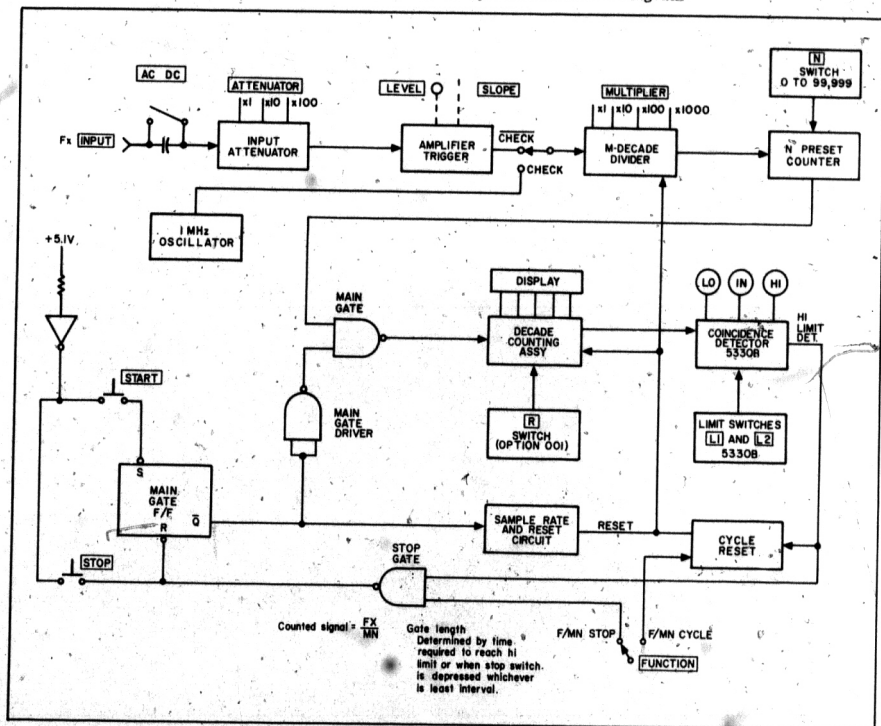 N
SWITCH
0 TO 99,999
AC DC
ATTENUATOR
x1 x10 x100
LEVEL
SLOPE
MULTIPLIER
x1 x10 x100 x1000
Fx INPUT
INPUT
ATTENUATOR
AMPLIFIER
TRIGGER
CHECK
CHECK
M-DECADE
DIVIDER
N PRESET
COUNTER
1 MHz
OSCILLATOR
+5.1V
DISPLAY
LO IN HI
MAIN
GATE
DECADE
COUNTING
ASSY
COINCIDENCE
DETECTOR
5330B
HI
LIMIT
DET.
START
MAIN
GATE
DRIVER
R
SWITCH
(OPTION 001)
LIMIT SWITCHES
L1 AND L2
5330B
S
MAIN
GATE
F/F
Q
R
SAMPLE RATE
AND RESET
CIRCUIT
RESET
CYCLE
RESET
STOP
STOP
GATE
Counted signal = FX
MN
Gate length
Determined by time
required to reach hi
limit or when stop switch
is depressed whichever
is least interval.
F/MN STOP
F/MN CYCLE
FUNCTION